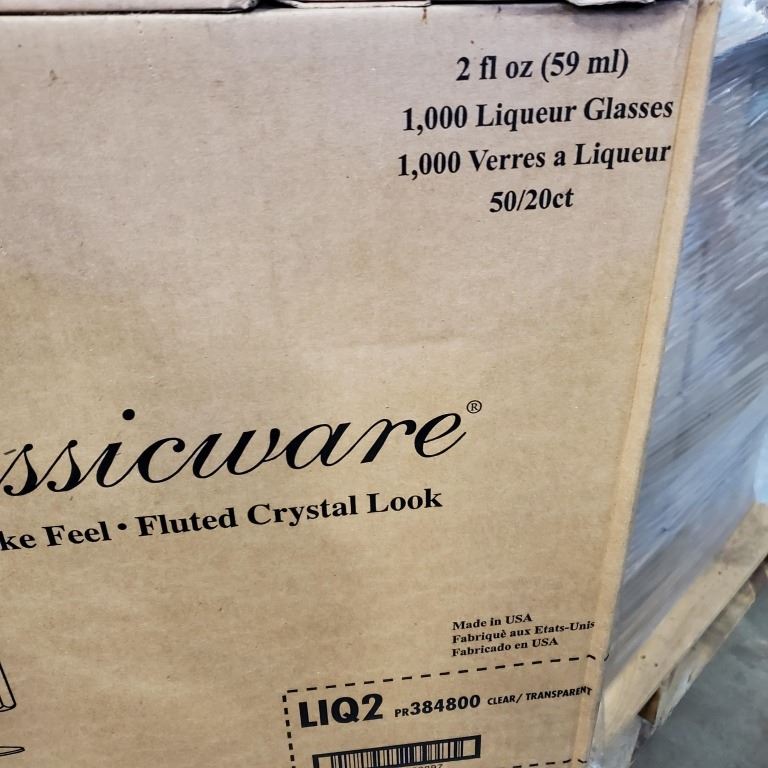 2 fl oz (59 ml)
1,000 Liqueur Glasses
1,000 Verres a Liqueur
50/20ct
ssicware®
ke Feel • Fluted Crystal Look
Made in USA
Fabriquè aux Etats-Unis
Fabricado en USA
LIQ2 PR384800 CLEAR/ TRANSPARENT